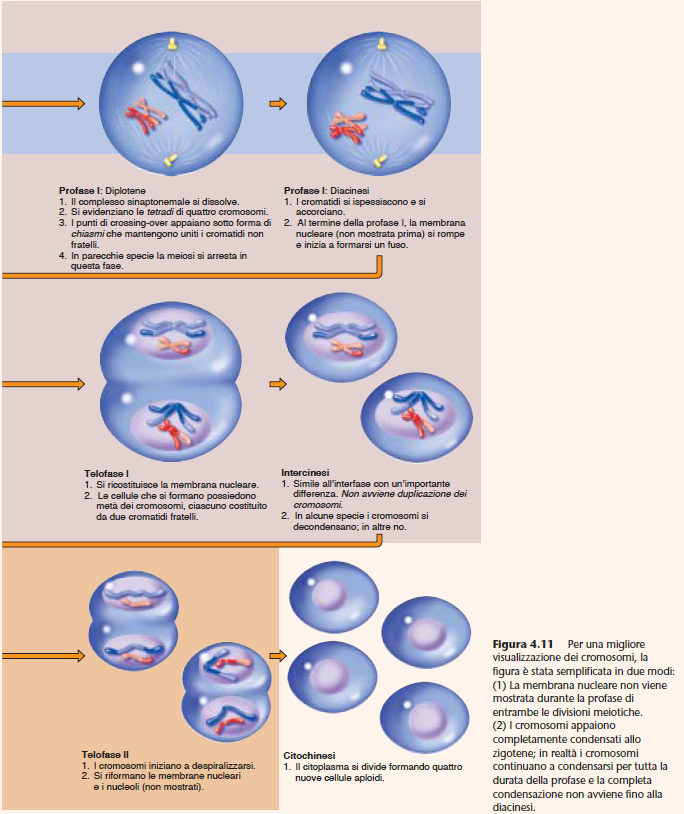 Profase I: Diplotene
1. Il complesso sinaptonemale si dissolve.
2. Si evidenziano le tetradi di quattro cromosomi.
3. I punti di crossing-over appaiano sotto forma di
chiasmi che mantengono uniti i cromatidi non
fratelli.
4. In parecchie specie la meiosi si arresta in
questa fase.
Profase I: Diacinesi
1. I cromatidi si ispessiscono e si
accorciano.
2. Al termine della profase I, la membrana
nucleare (non mostrata prima) si rompe
e inizia a formarsi un fuso.
Telofase I
1. Si ricostituisce la membrana nucleare.
2. Le cellule che si formano possiedono
metà dei cromosomi, ciascuno costituito
da due cromatidi fratelli.
Intercinesi
1. Simile all'interfase con un'importante
differenza. Non avviene duplicazione dei
cromosomi.
2. In alcune specie i cromosomi si
decondensano; in altre no.
Telofase II
1. I cromosomi iniziano a despiralizzarsi.
2. Si riformano le membrane nucleari
e i nucleoli (non mostrati).
Citochinesi
1. Il citoplasma si divide formando quattro
nuove cellule aploidi.
Figura 4.11 Per una migliore
visualizzazione dei cromosomi, la
figura è stata semplificata in due modi:
(1) La membrana nucleare non viene
mostrata durante la profase di
entrambe le divisioni meiotiche.
(2) I cromosomi appaiono
completamente condensati allo
zigotene; in realtà i cromosomi
continuano a condensarsi per tutta la
durata della profase e la completa
condensazione non avviene fino alla
diacinesi.